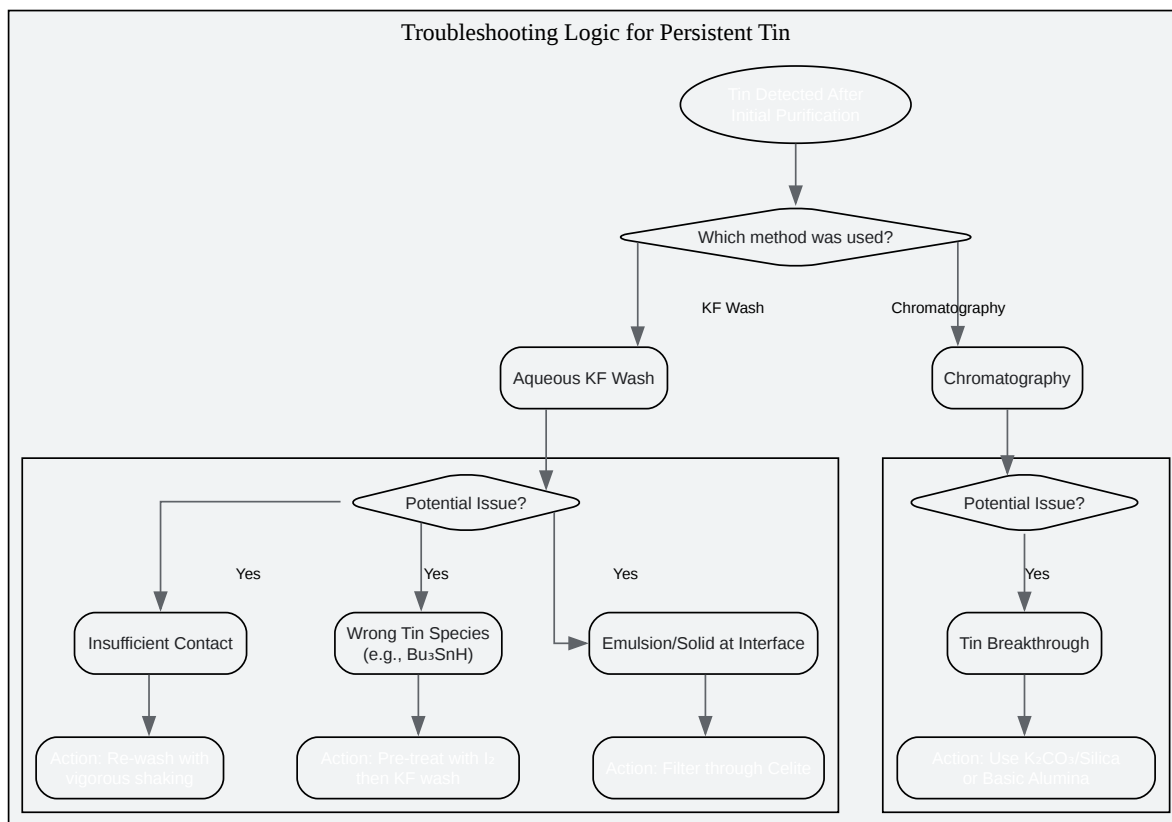 Troubleshooting Logic for Persistent Tin
Tin Detected After
Initial Purification
Which method was used?
KF Wash
Chromatography
Aqueous KF Wash
Chromatography
Potential Issue?
Potential Issue?
Yes
Yes
Yes
Yes
Insufficient Contact
Wrong Tin Species
(e.g., Bu₃SnH)
Emulsion/Solid at Interface
Tin Breakthrough
Action: Re-wash with
vigorous shaking
Action: Pre-treat with I₂
then KF wash
Action: Filter through Celite
Action: Use K₂CO₃/Silica
or Basic Alumina